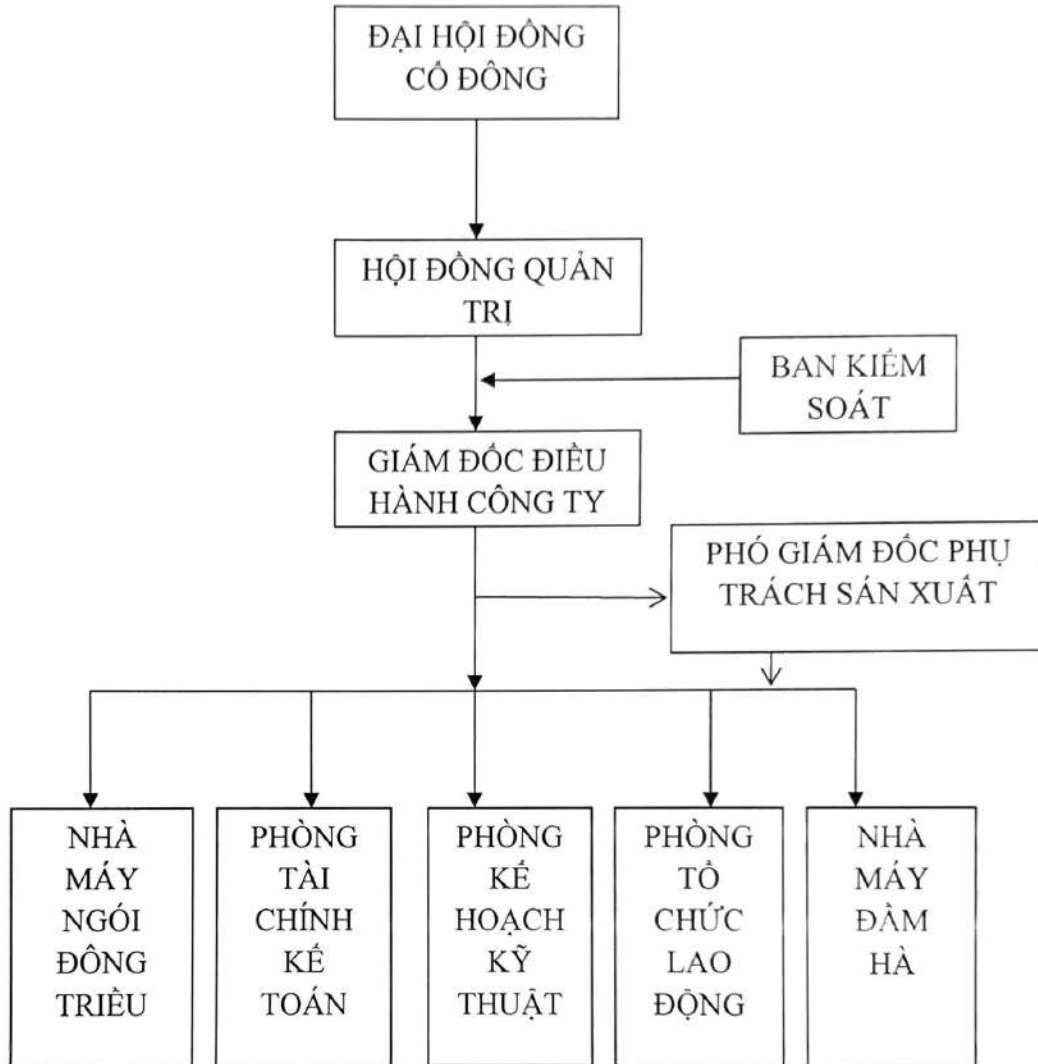 ĐẠI HỘI ĐỒNG
CỔ ĐÔNG
HỘI ĐỒNG QUẢN
TRỊ
BAN KIỂM
SOÁT
GIÁM ĐỐC ĐIỀU
HÀNH CÔNG TY
PHÓ GIÁM ĐỐC PHỤ
TRÁCH SẢN XUẤT
NHÀ
MÁY
NGÓI
ĐÔNG
TRIỀU
PHÒNG
TÀI
CHÍNH
KẾ
TOÁN
PHÒNG
KẾ
HOẠCH
KỸ
THUẬT
PHÒNG
TỔ
CHỨC
LAO
ĐỘNG
NHÀ
MÁY
ĐẦM
HÀ